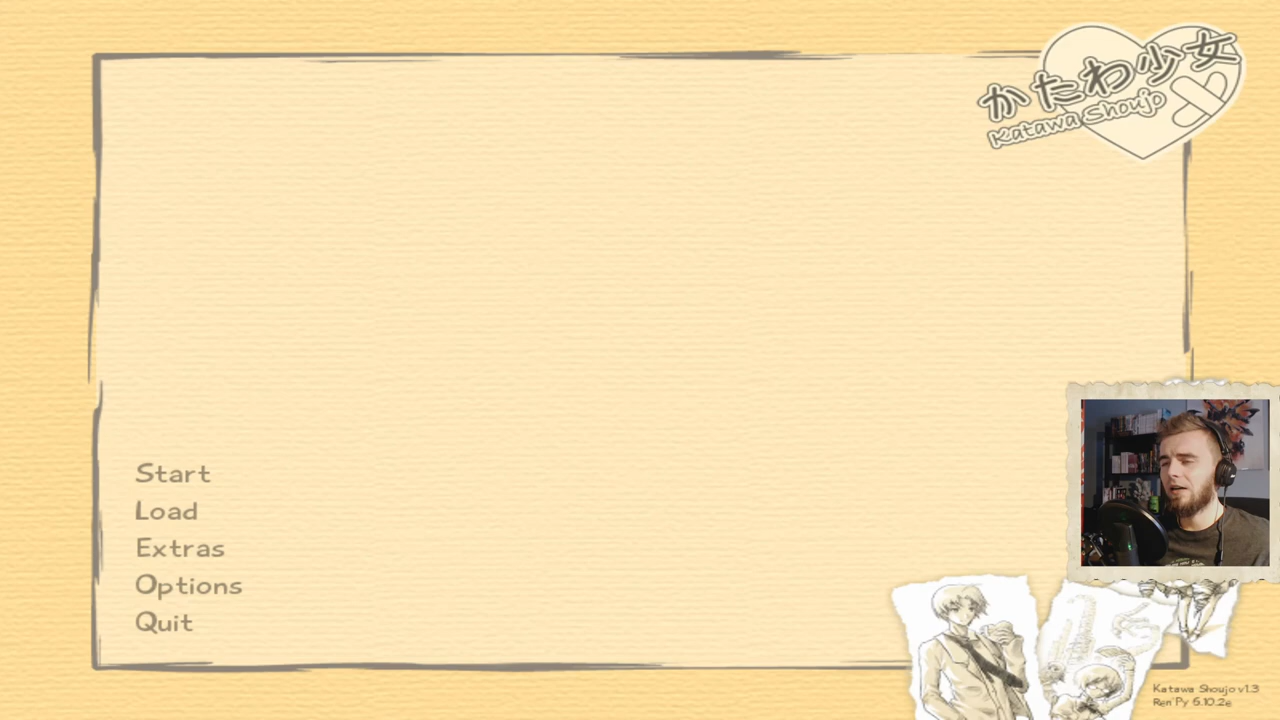 かたわ少女
Katawa Shoujo
Start
Load
Extras
Options
Quit
Katawa Shoujo v1.3
Ren'Py 6.10.2e